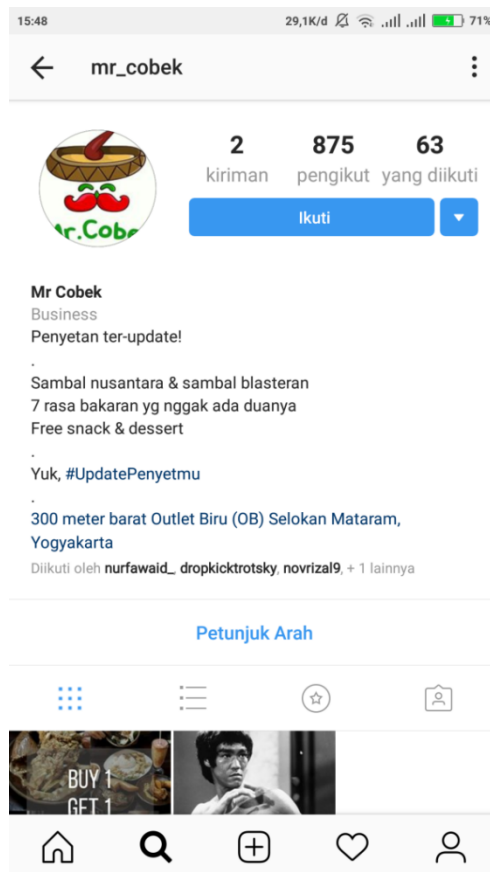 15:48 29,1K/d 71%
mr_cobek
2 875 63
kiriman pengikut yang diikuti
Ikuti
Mr.Cobe
Mr Cobek
Business
Penyetan ter-update!
.
Sambal nusantara & sambal blasteran
7 rasa bakaran yg nggak ada duanya
Free snack & dessert
.
Yuk, #UpdatePenyetmu
.
300 meter barat Outlet Biru (OB) Selokan Mataram,
Yogyakarta
Diikuti oleh nurfawaid_, dropkicktrotsky, novrizal9, + 1 lainnya
Petunjuk Arah
BUY 1
GET 1